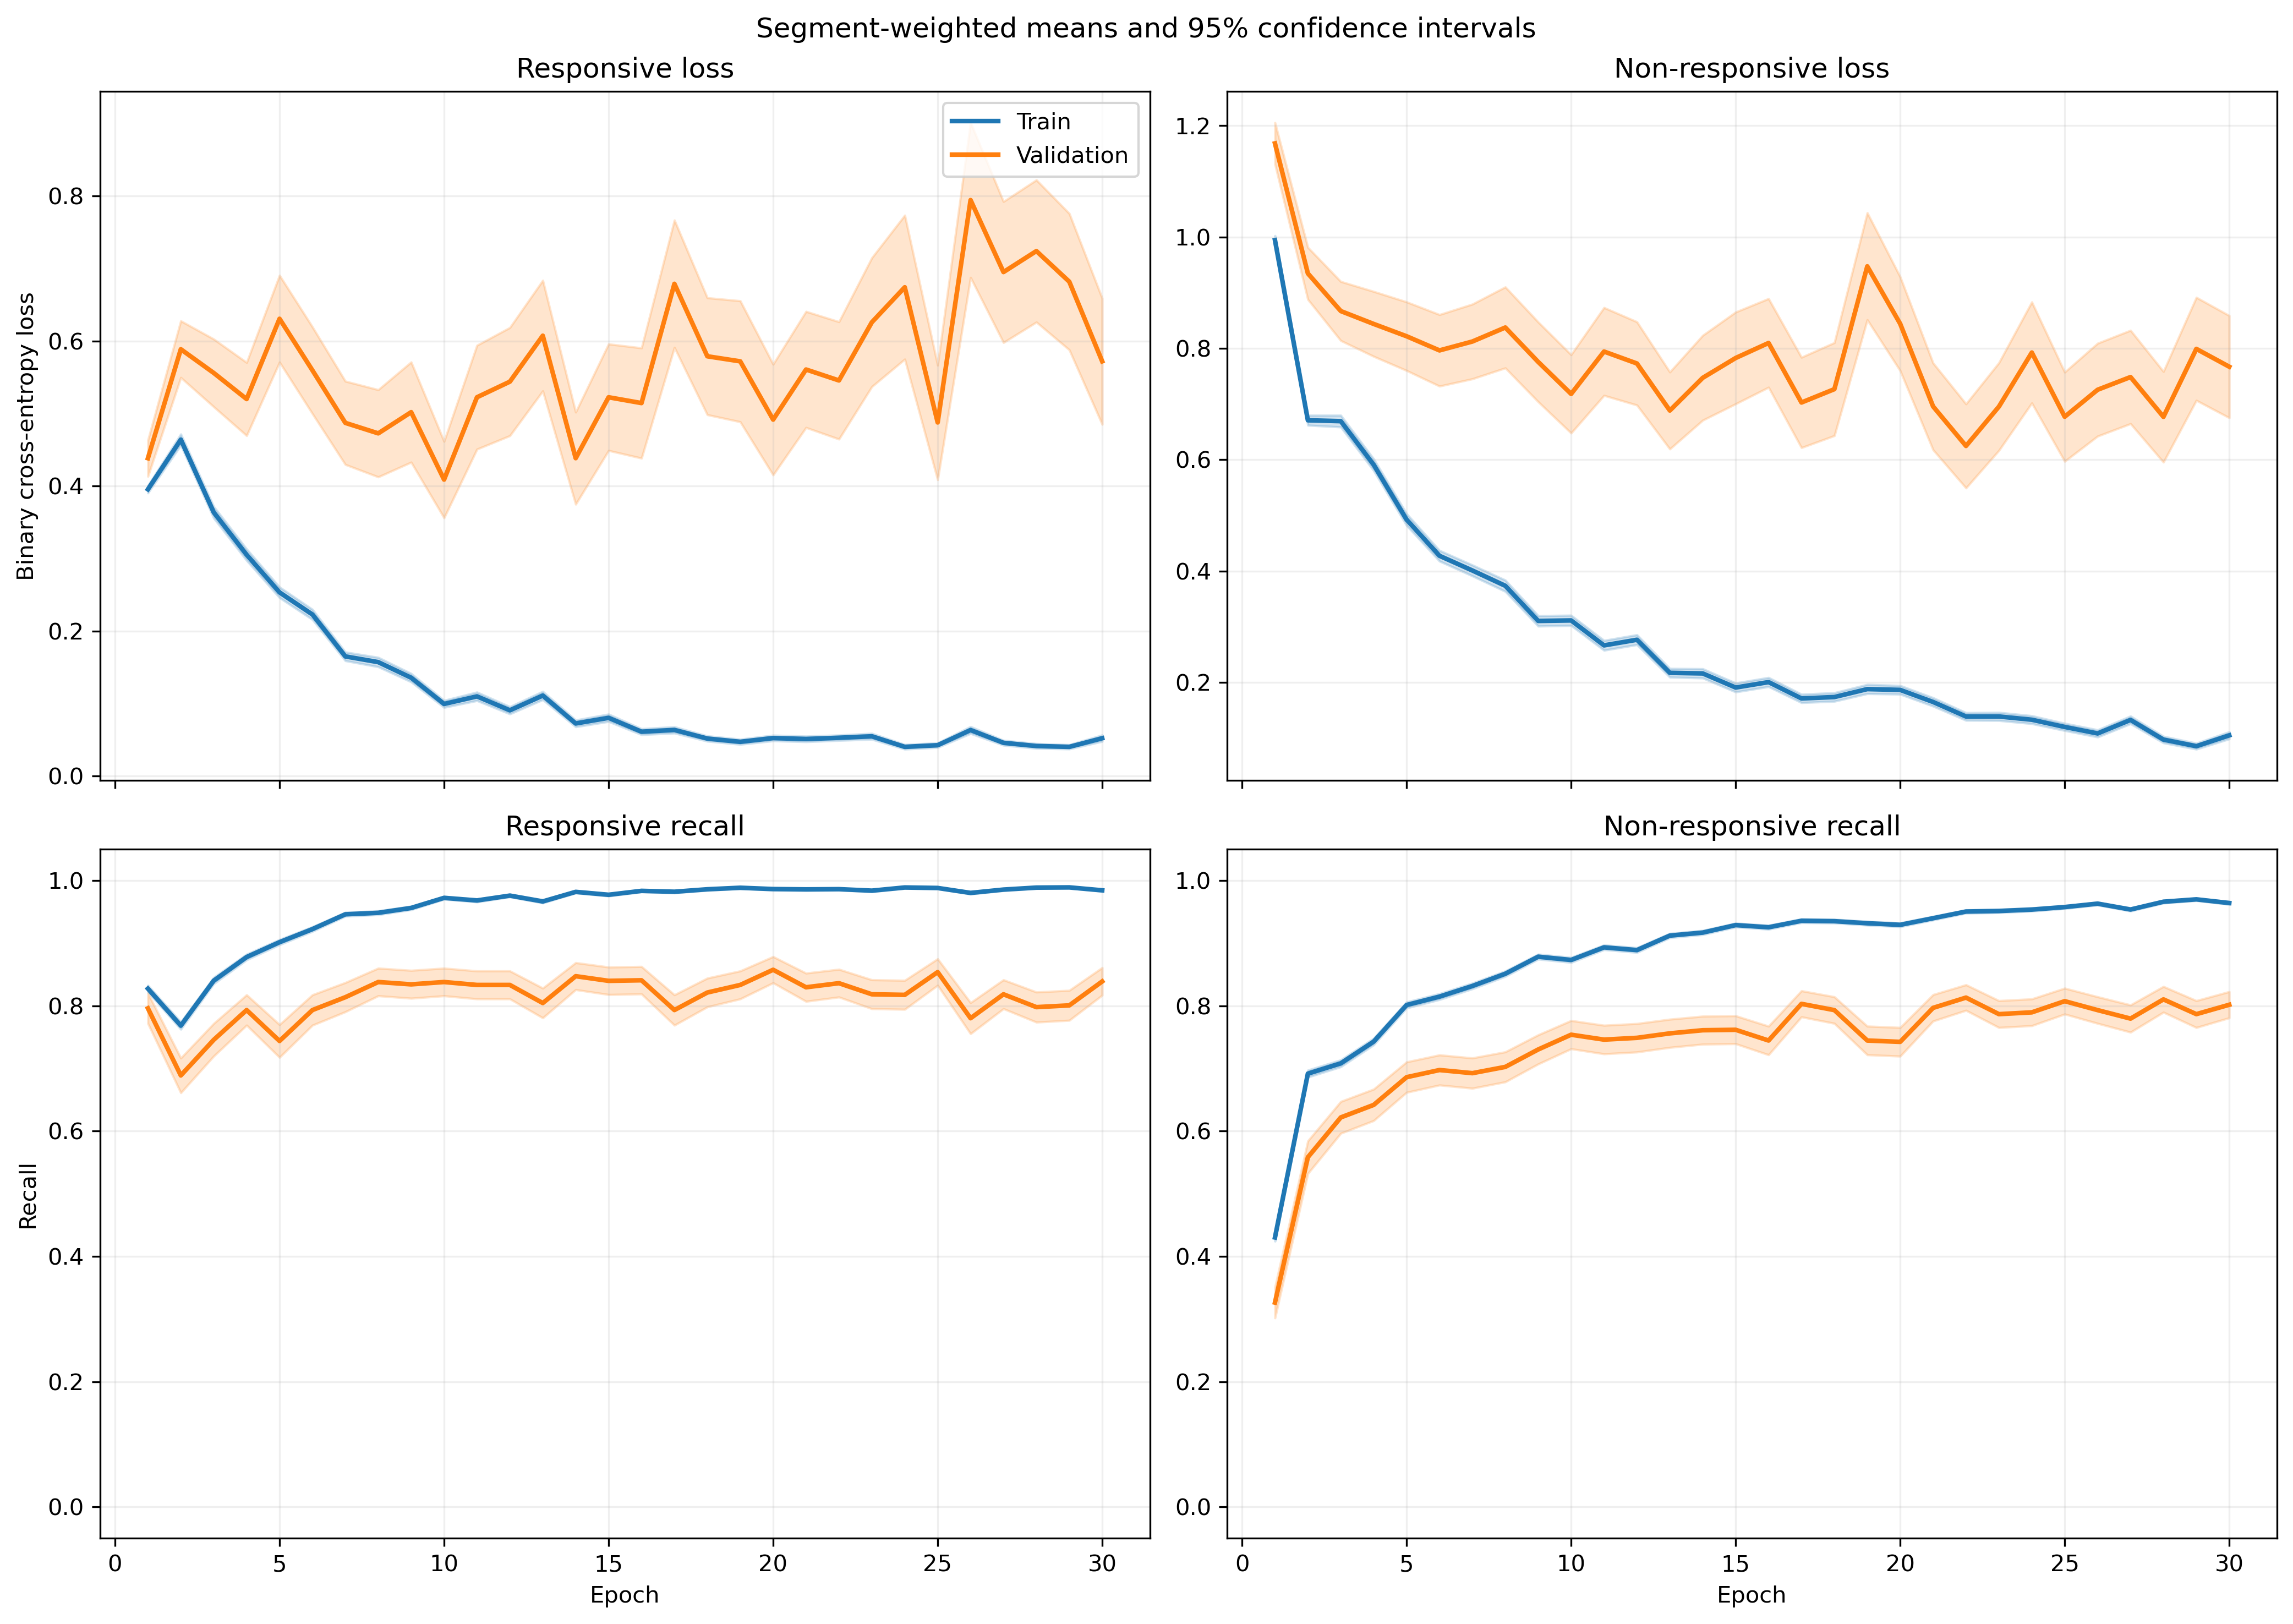 Segment-weighted means and 95% confidence intervals
Responsive loss
Non-responsive loss
Train
Validation
Binary cross-entropy loss
0.8
0.6
0.4
0.2
0.0
1.2
1.0
0.8
0.6
0.4
0.2
Responsive recall
Non-responsive recall
Recall
1.0
0.8
0.6
0.4
0.2
0.0
0 5 10 15 20 25 30
Epoch
1.0
0.8
0.6
0.4
0.2
0.0
0 5 10 15 20 25 30
Epoch